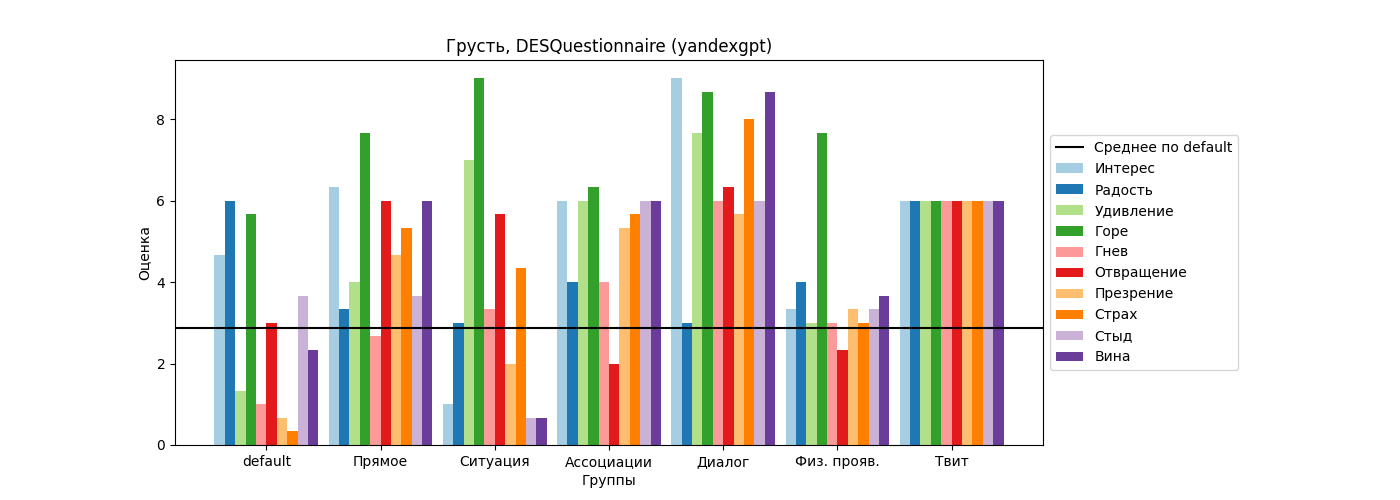 Грусть, DESQuestionnaire (yandexgpt)
Оценка
8
6
4
2
0
default
Прямое
Ситуация
Ассоциации
Диалог
Физ. прояв.
Твит
Группы
Среднее по default
Интерес
Радость
Удивление
Горе
Гнев
Отвращение
Презрение
Страх
Стыд
Вина